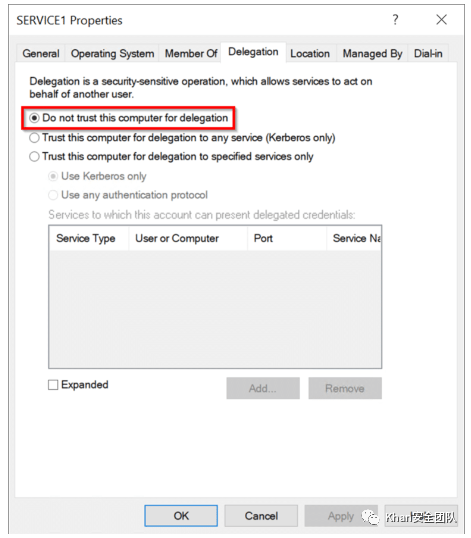 SERVICE1 Properties
?
General Operating System Member Of Delegation Location Managed By Dial-in
Delegation is a security-sensitive operation, which allows services to act on
behalf of another user.
Do not trust this computer for delegation
Trust this computer for delegation to any service (Kerberos only)
Trust this computer for delegation to specified services only
Use Kerberos only
Use any authentication protocol
Services to which this account can present delegated credentials:
Service Type User or Computer Port Service Na
Expanded Add... Remove
OK Cancel Apply Khan安全团队